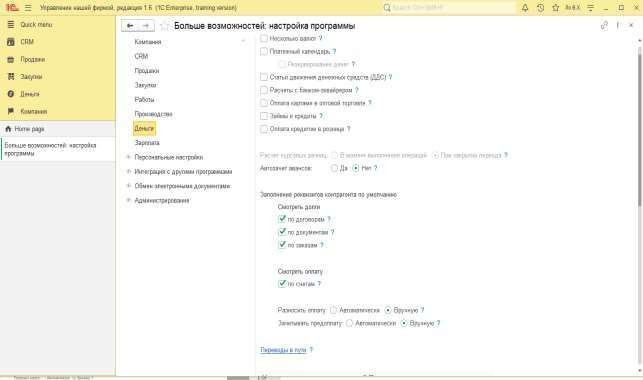 1С Управление нашей фирмой, редакция 1.6 (1C:Enterprise, training version)
Search Ctrl+Shift+F
Больше возможностей: настройка программы
Quick menu
CRM
Продажи
Закупки
Деньги
Компания
Home page
Больше возможностей: настройка
программы
Компания
CRM
Продажи
Закупки
Работы
Производство
Деньги
Зарплата
Персональные настройки
Интеграция с другими программами
Обмен электронными документами
Администрирование
Несколько валют ?
Платежный календарь ?
Резервирование денег ?
Статьи движения денежных средств (ДДС) ?
Расчеты с банком-эквайрером ?
Оплата картами в оптовой торговле ?
Займы и кредиты ?
Оплата кредитом в рознице ?
Расчет курсовых разниц: В момент выполнения операций При закрытии периода ?
Автозачет авансов: Да Нет ?
Заполнение реквизитов контрагента по умолчанию
Смотреть долги
по договорам ?
по документам ?
по заказам ?
Смотреть оплату
по счетам ?
Разносить оплату: Автоматически Вручную ?
Зачитывать предоплату: Автоматически Вручную ?
Переводы в пути ?